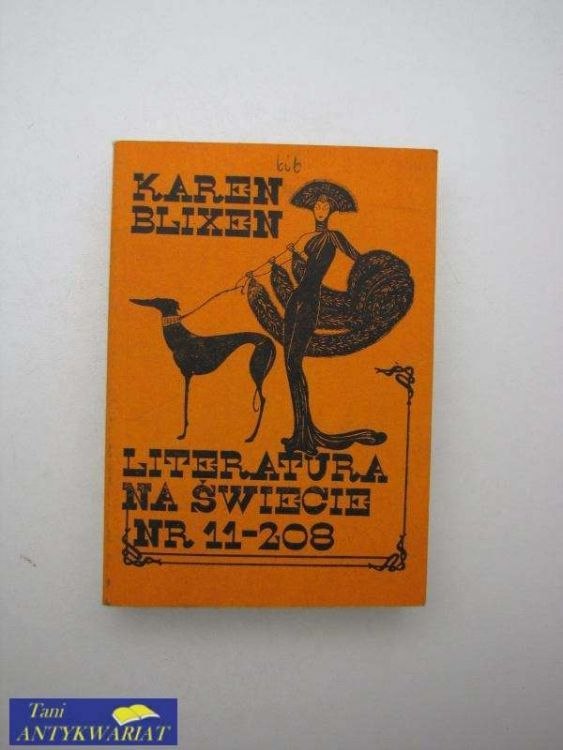 KAREN
BLIXEN
LITERATURA
NA ŚWIECIE
NR 11-208
Tani
ANTYKWARIAT